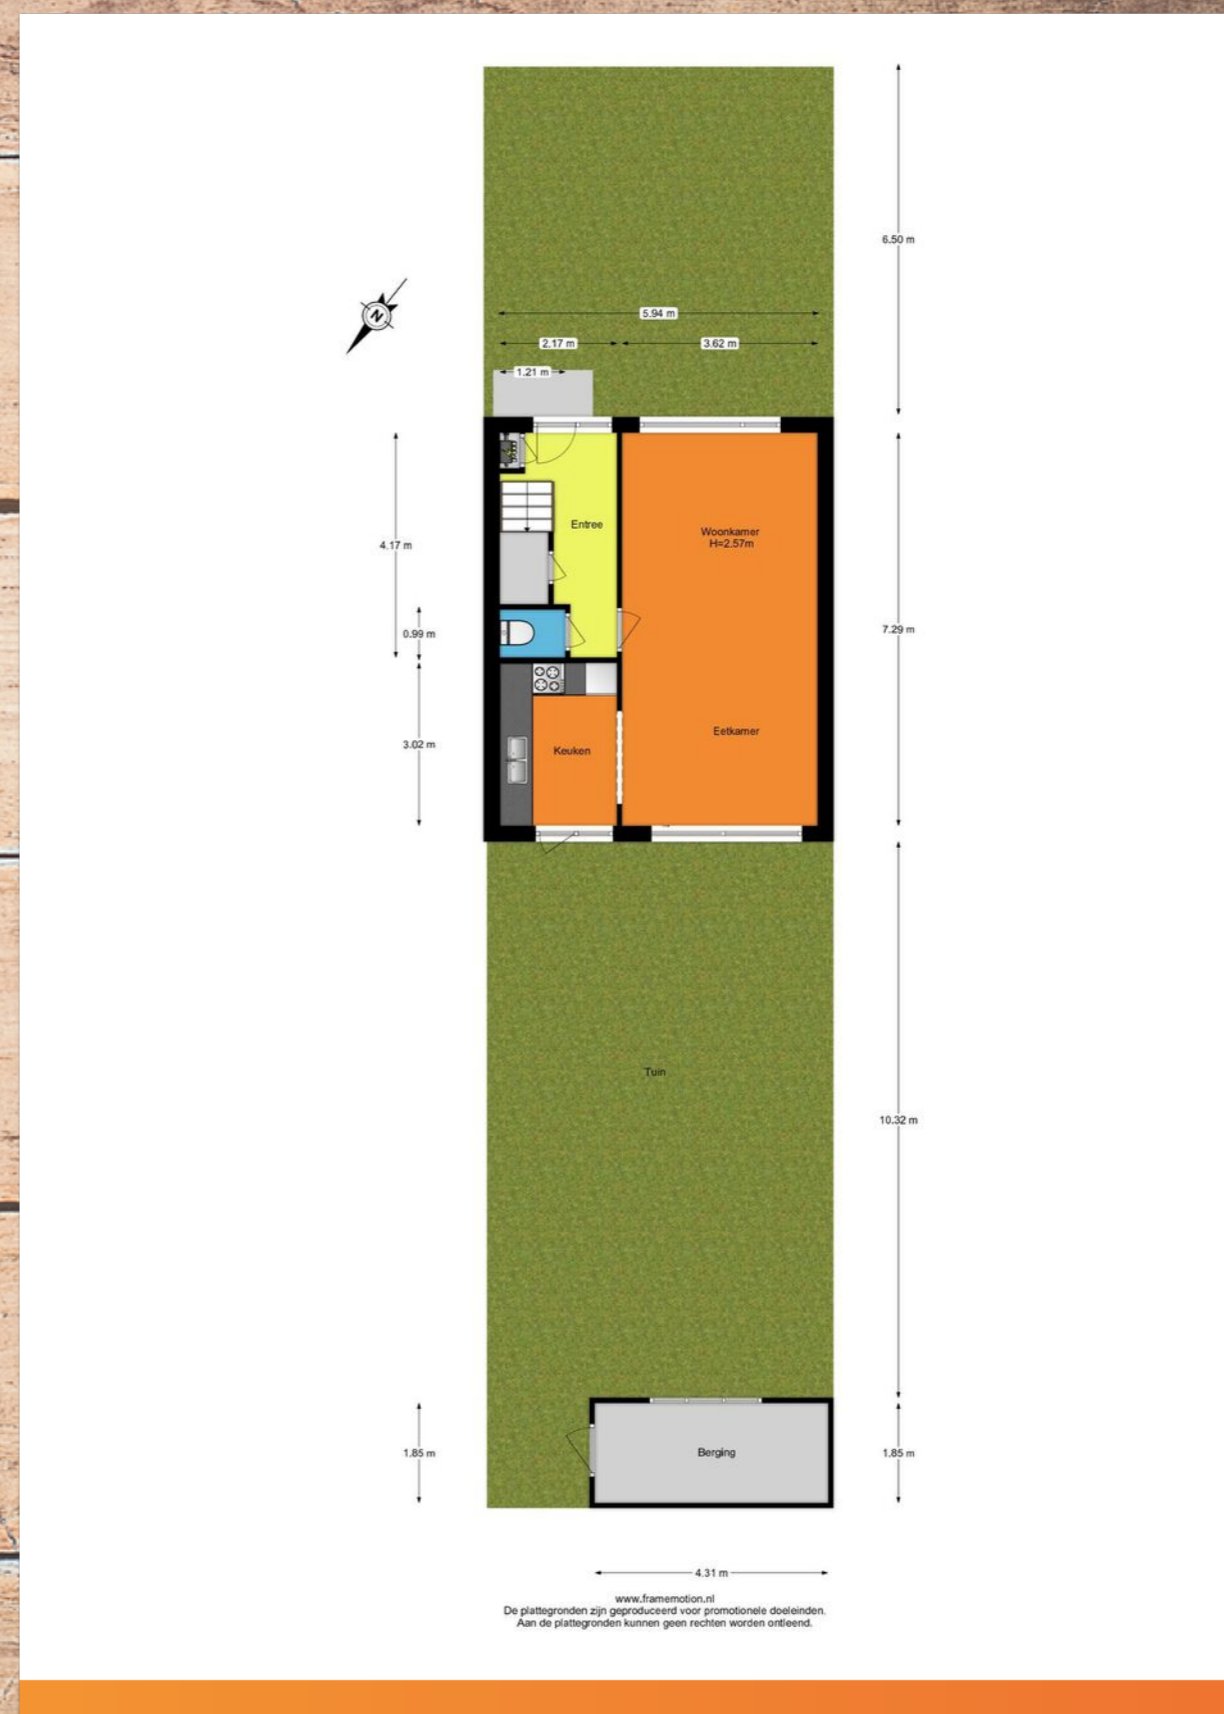 6.50 m
5.94 m
2.17 m
3.62 m
1.21 m
N
Entree
Woonkamer
H=2.57m
4.17 m
0.99 m
7.29 m
Eetkamer
3.02 m
Keuken
Tuin
10.32 m
1.85 m
Berging
1.85 m
4.31 m
www.framemotion.nl
De plattegronden zijn geproduceerd voor promotionele doeleinden.
Aan de plattegronden kunnen geen rechten worden ontleend.